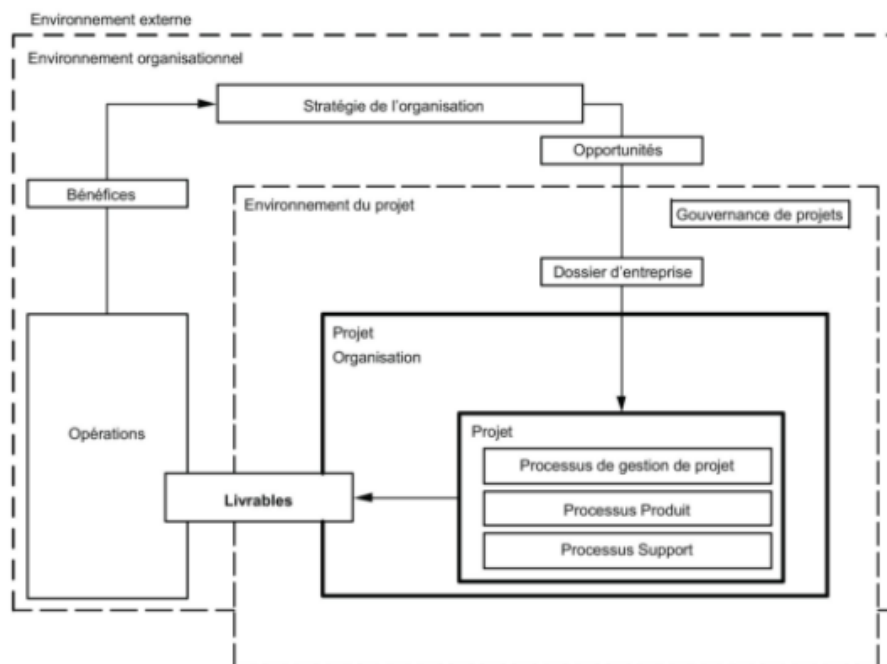 Environnement externe
Environnement organisationnel
Stratégie de l'organisation
Opportunités
Bénéfices
Environnement du projet
Gouvernance de projets
Dossier d'entreprise
Projet
Organisation
Opérations
Projet
Processus de gestion de projet
Livrables
Processus Produit
Processus Support